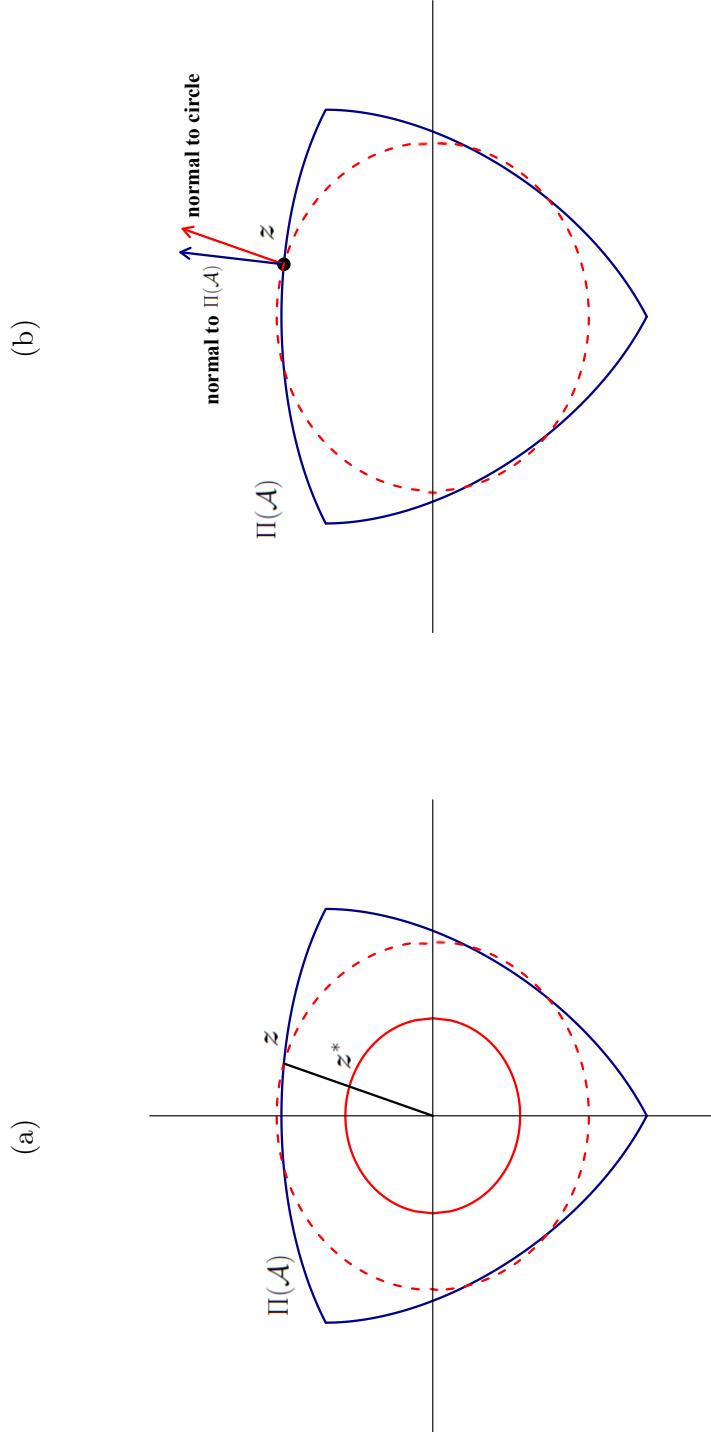 (a)
Π(𝒜)
z
z*
(b)
Π(𝒜)
z
normal to Π(𝒜)
normal to circle